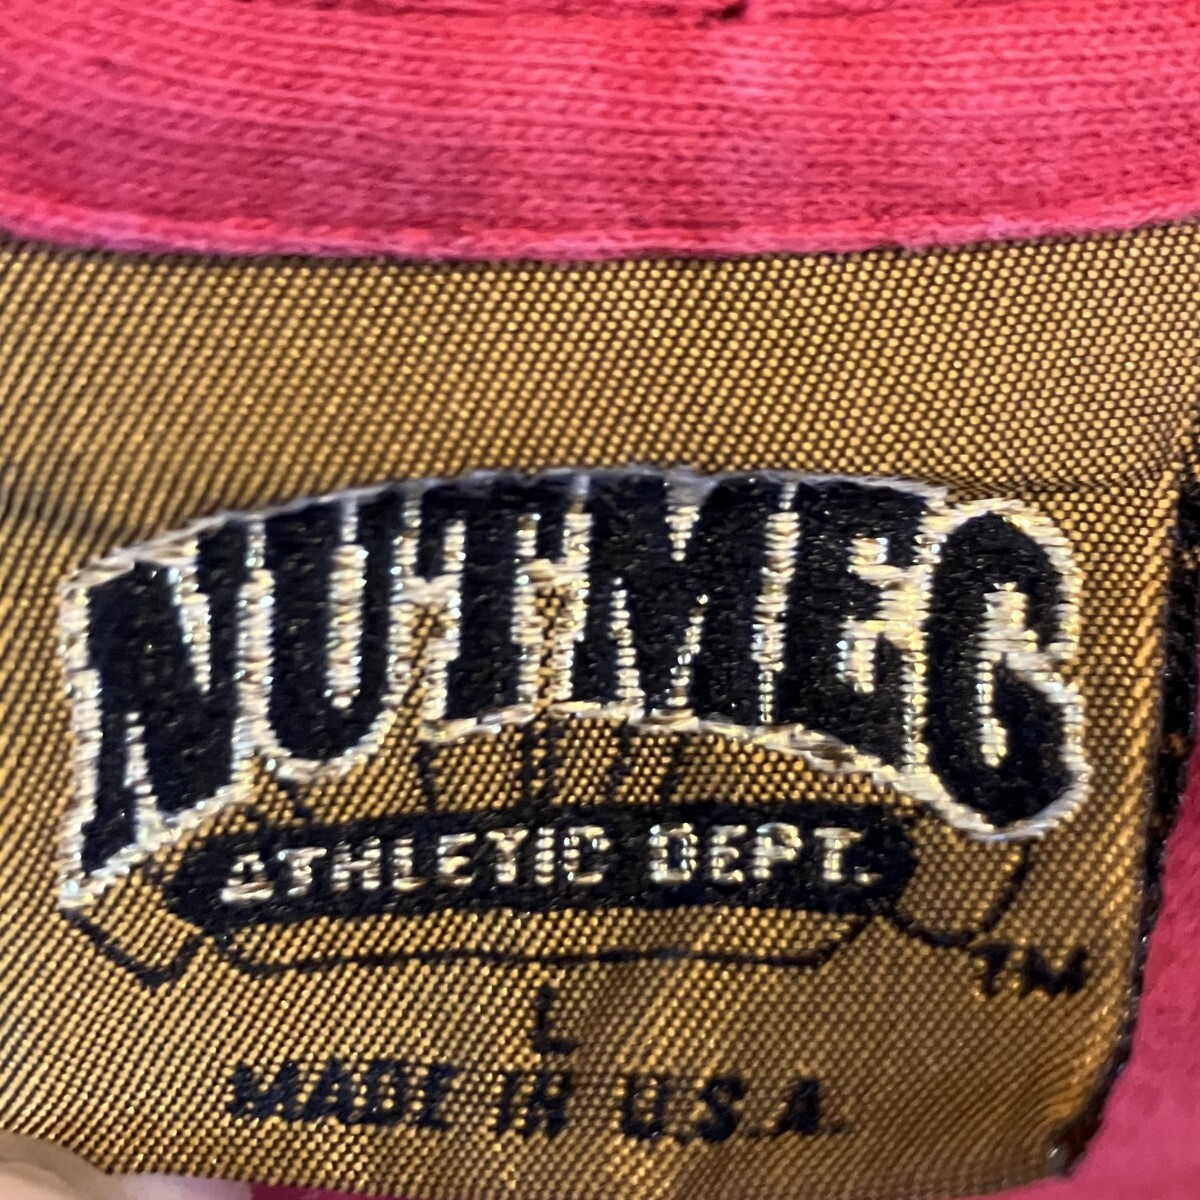 NUTMEG
ATHLETIC DEPT.
TM
L
MADE IN U.S.A.